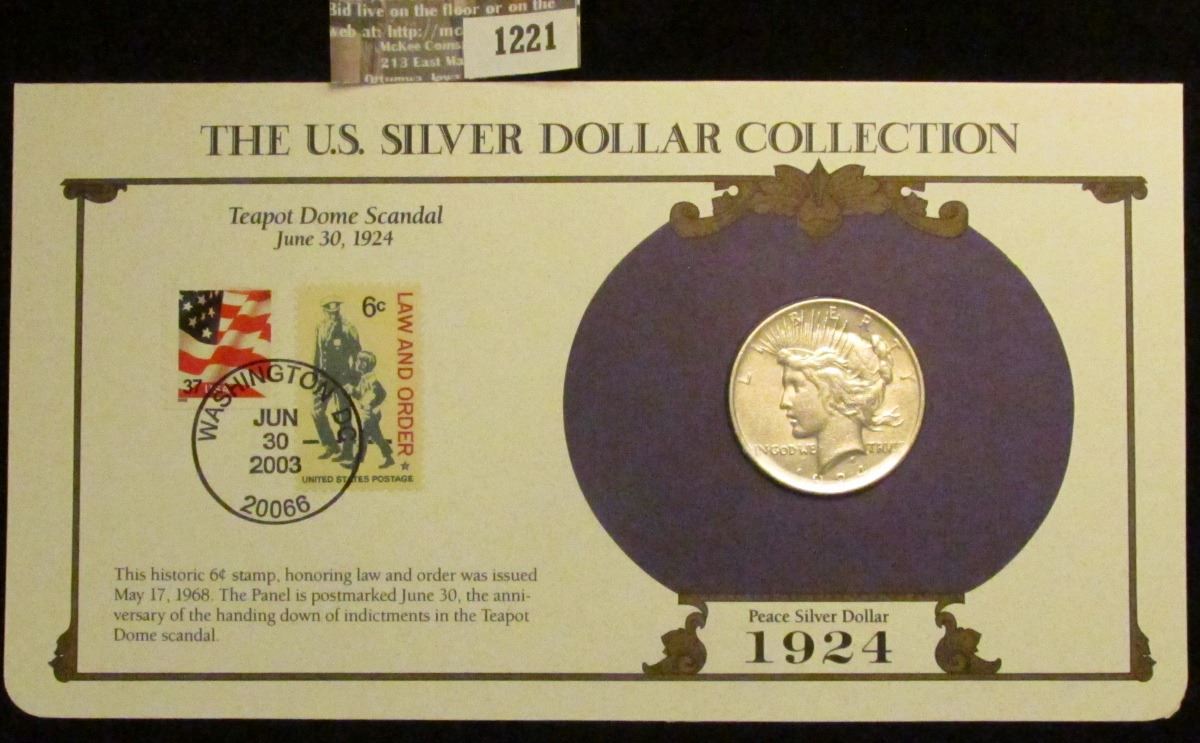 Bid live on the floor or on the
web at: http://mc
McKee Coins
213 East Ma
Ottumwa, Iowa
1221
THE U.S. SILVER DOLLAR COLLECTION
Teapot Dome Scandal
June 30, 1924
37 USA
6c
LAW AND ORDER
UNITED STATES POSTAGE
WASHINGTON DC
JUN
30
2003
20066
LIBERTY
IN GOD WE TRUST
1924
This historic 6¢ stamp, honoring law and order was issued
May 17, 1968. The Panel is postmarked June 30, the anni-
versary of the handing down of indictments in the Teapot
Dome scandal.
Peace Silver Dollar
1924